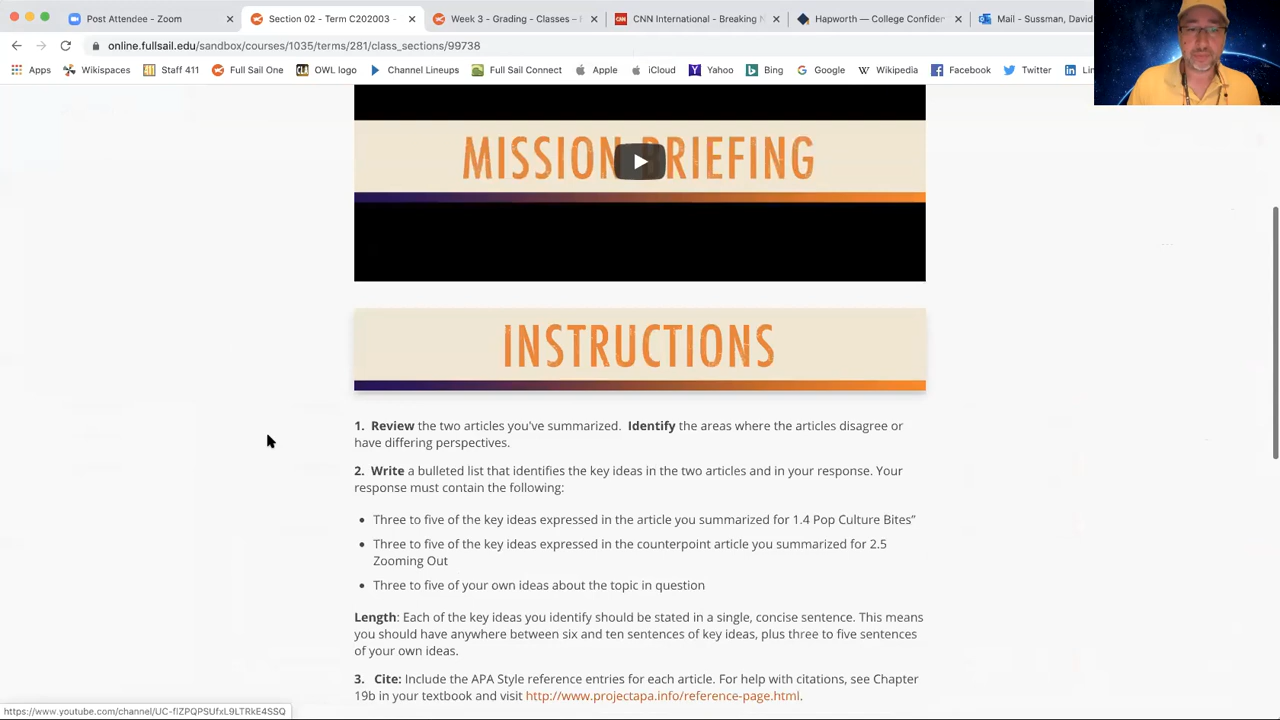 Post Attendee - Zoom
Section 02 - Term C202003 -
Week 3 - Grading - Classes –
CNN International - Breaking N
Hapworth — College Confiden
Mail - Sussman, David
online.fullsail.edu/sandbox/courses/1035/terms/281/class_sections/99738
Apps
Wikispaces
Staff 411
Full Sail One
OWL logo
Channel Lineups
Full Sail Connect
Apple
iCloud
Yahoo
Bing
Google
Wikipedia
Facebook
Twitter
MISSION BRIEFING
INSTRUCTIONS
1. Review the two articles you've summarized. Identify the areas where the articles disagree or
have differing perspectives.
2. Write a bulleted list that identifies the key ideas in the two articles and in your response. Your
response must contain the following:
• Three to five of the key ideas expressed in the article you summarized for 1.4 Pop Culture Bites”
• Three to five of the key ideas expressed in the counterpoint article you summarized for 2.5
Zooming Out
• Three to five of your own ideas about the topic in question
Length: Each of the key ideas you identify should be stated in a single, concise sentence. This means
you should have anywhere between six and ten sentences of key ideas, plus three to five sentences
of your own ideas.
3. Cite: Include the APA Style reference entries for each article. For help with citations, see Chapter
19b in your textbook and visit http://www.projectapa.info/reference-page.html.
https://www.youtube.com/channel/UC-fIZPQPSUfxL9LTRkE4SSQ